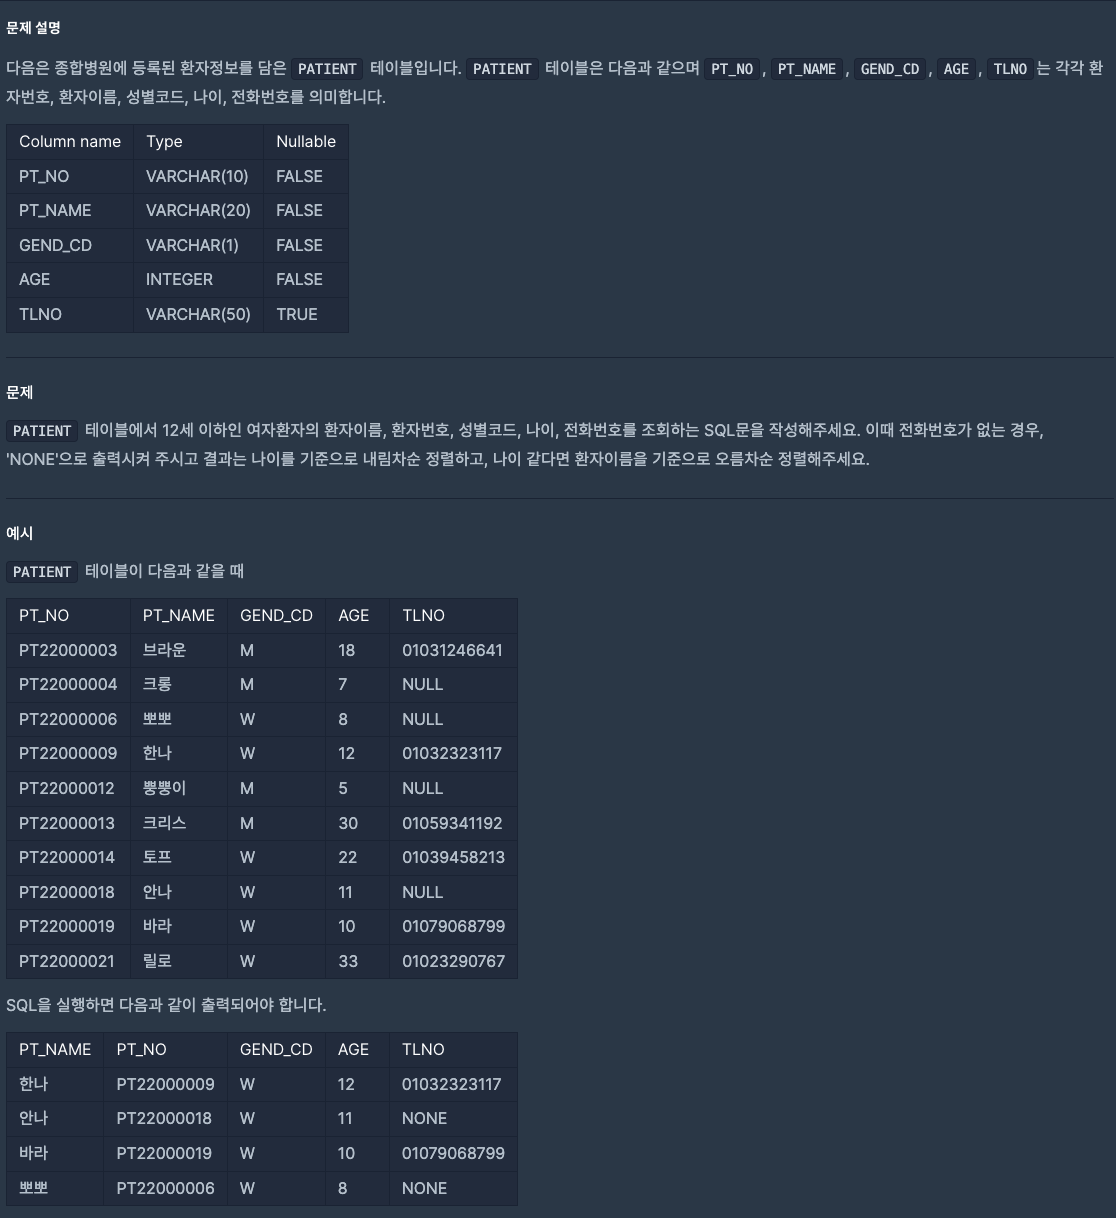 문제 설명
다음은 종합병원에 등록된 환자정보를 담은 PATIENT 테이블입니다. PATIENT 테이블은 다음과 같으며 PT_NO, PT_NAME, GEND_CD, AGE, TLNO는 각각 환
자번호, 환자이름, 성별코드, 나이, 전화번호를 의미합니다.
Column name Type Nullable
PT_NO VARCHAR(10) FALSE
PT_NAME VARCHAR(20) FALSE
GEND_CD VARCHAR(1) FALSE
AGE INTEGER FALSE
TLNO VARCHAR(50) TRUE
문제
PATIENT 테이블에서 12세 이하인 여자환자의 환자이름, 환자번호, 성별코드, 나이, 전화번호를 조회하는 SQL문을 작성해주세요. 이때 전화번호가 없는 경우,
'NONE'으로 출력시켜 주시고 결과는 나이를 기준으로 내림차순 정렬하고, 나이 같다면 환자이름을 기준으로 오름차순 정렬해주세요.
예시
PATIENT 테이블이 다음과 같을 때
PT_NO PT_NAME GEND_CD AGE TLNO
PT22000003 브라운 M 18 01031246641
PT22000004 크롱 M 7 NULL
PT22000006 뽀뽀 W 8 NULL
PT22000009 한나 W 12 01032323117
PT22000012 뿡뿡이 M 5 NULL
PT22000013 크리스 M 30 01059341192
PT22000014 토프 W 22 01039458213
PT22000018 안나 W 11 NULL
PT22000019 바라 W 10 01079068799
PT22000021 릴로 W 33 01023290767
SQL을 실행하면 다음과 같이 출력되어야 합니다.
PT_NAME PT_NO GEND_CD AGE TLNO
한나 PT22000009 W 12 01032323117
안나 PT22000018 W 11 NONE
바라 PT22000019 W 10 01079068799
뽀뽀 PT22000006 W 8 NONE